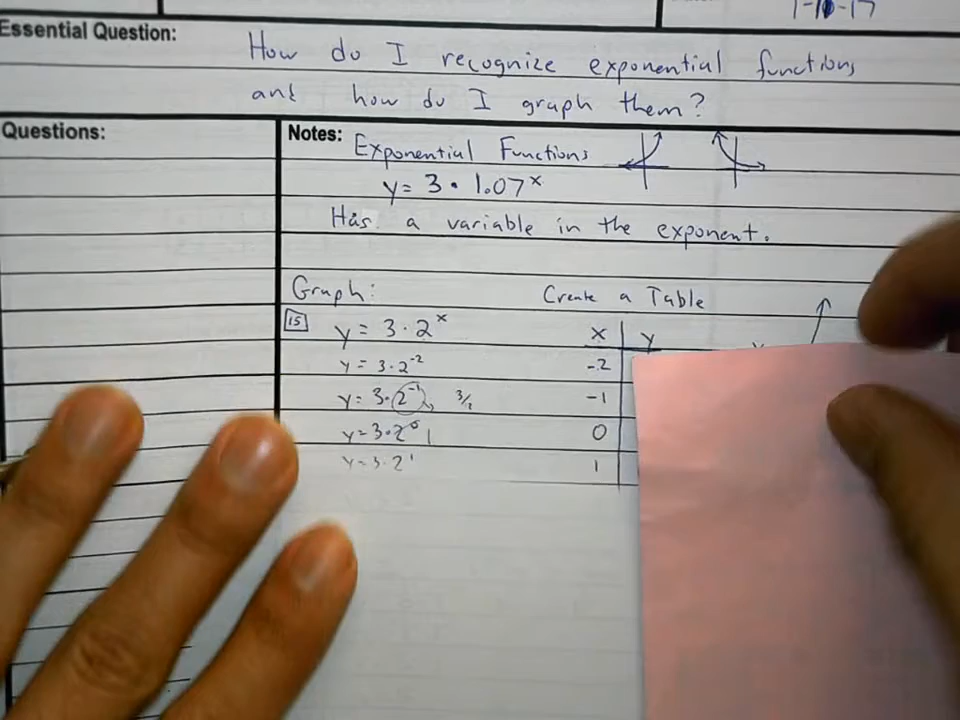 1-10-17
Essential Question: How do I recognize exponential functions
and how do I graph them?
Questions:
Notes: Exponential Functions
y = 3 · 1.07ˣ
Has a variable in the exponent.
Graph: Create a Table
15 y = 3 · 2ˣ x y
y = 3 · 2⁻² -2
y = 3 · 2⁻¹ 3/2 -1
y = 3 · 2⁰ 1 0
y = 3 · 2¹ 1